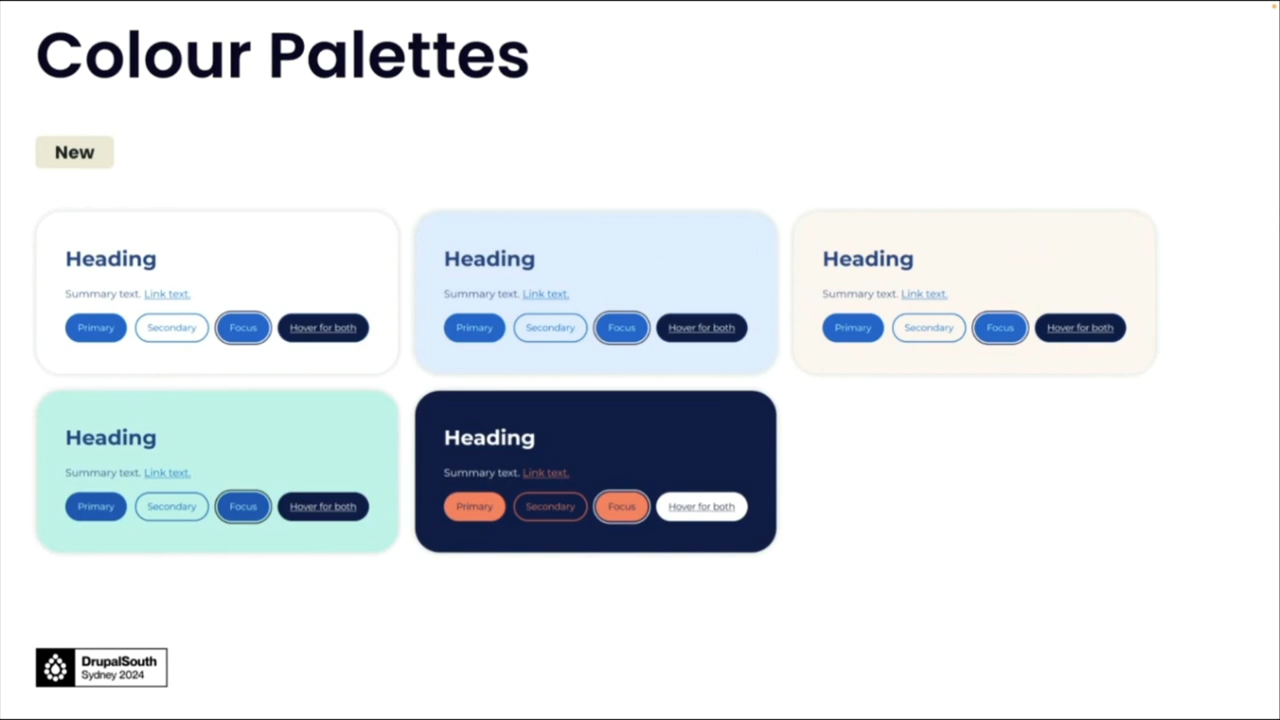 Colour Palettes
New
Heading
Summary text. Link text.
Primary Secondary Focus Hover for both
Heading
Summary text. Link text.
Primary Secondary Focus Hover for both
Heading
Summary text. Link text.
Primary Secondary Focus Hover for both
Heading
Summary text. Link text.
Primary Secondary Focus Hover for both
Heading
Summary text. Link text.
Primary Secondary Focus Hover for both
DrupalSouth
Sydney 2024